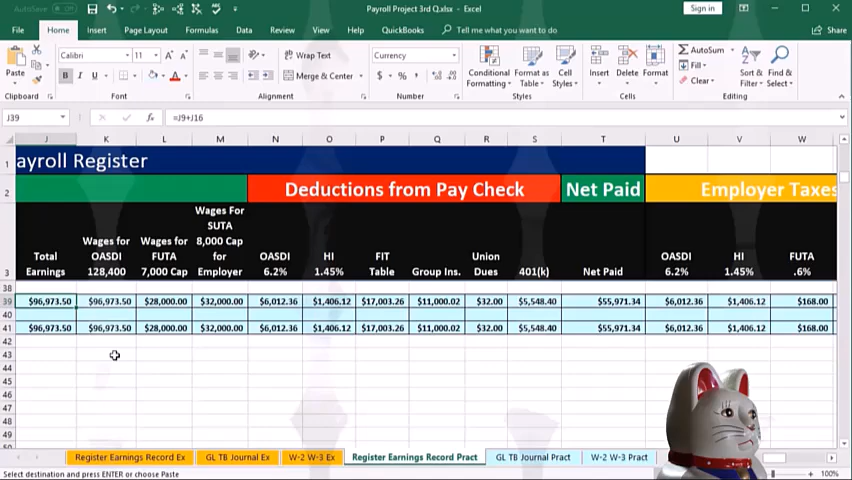 AutoSave
Payroll Project 3rd Q.xlsx - Excel
Sign in
File Home Insert Page Layout Formulas Data Review View Help QuickBooks Tell me what you want to do Share
Paste
Calibri 11
Wrap Text
Currency
Conditional Formatting
Format as Table
Cell Styles
Insert Delete Format
AutoSum
Fill
Clear
Sort & Filter
Find & Select
B I U
Merge & Center
$ % ,
Clipboard Font Alignment Number Styles Cells Editing
J39 fx =J9+J16
J K L M N O P Q R S T U V W
1 ayroll Register
2 Deductions from Pay Check Net Paid Employer Taxes
3 Total Earnings
Wages for OASDI 128,400
Wages for FUTA 7,000 Cap
Wages For SUTA 8,000 Cap for Employer
OASDI 6.2%
HI 1.45%
FIT Table
Group Ins.
Union Dues
401(k)
Net Paid
OASDI 6.2%
HI 1.45%
FUTA .6%
38
39 $96,973.50 $96,973.50 $28,000.00 $32,000.00 $6,012.36 $1,406.12 $17,003.26 $11,000.02 $32.00 $5,548.40 $55,971.34 $6,012.36 $1,406.12 $168.00
40
41 $96,973.50 $96,973.50 $28,000.00 $32,000.00 $6,012.36 $1,406.12 $17,003.26 $11,000.02 $32.00 $5,548.40 $55,971.34 $6,012.36 $1,406.12 $168.00
42
43
44
45
46
47
48
49
Register Earnings Record Ex GL TB Journal Ex W-2 W-3 Ex Register Earnings Record Pract GL TB Journal Pract W-2 W-3 Pract
Select destination and press ENTER or choose Paste
100%